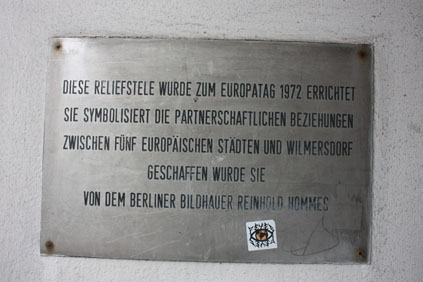 DIESE RELIEFSTELE WURDE ZUM EUROPATAG 1972 ERRICHTET
SIE SYMBOLISIERT DIE PARTNERSCHAFTLICHEN BEZIEHUNGEN
ZWISCHEN FÜNF EUROPÄISCHEN STÄDTEN UND WILMERSDORF
GESCHAFFEN WURDE SIE
VON DEM BERLINER BILDHAUER REINHOLD HOMMES